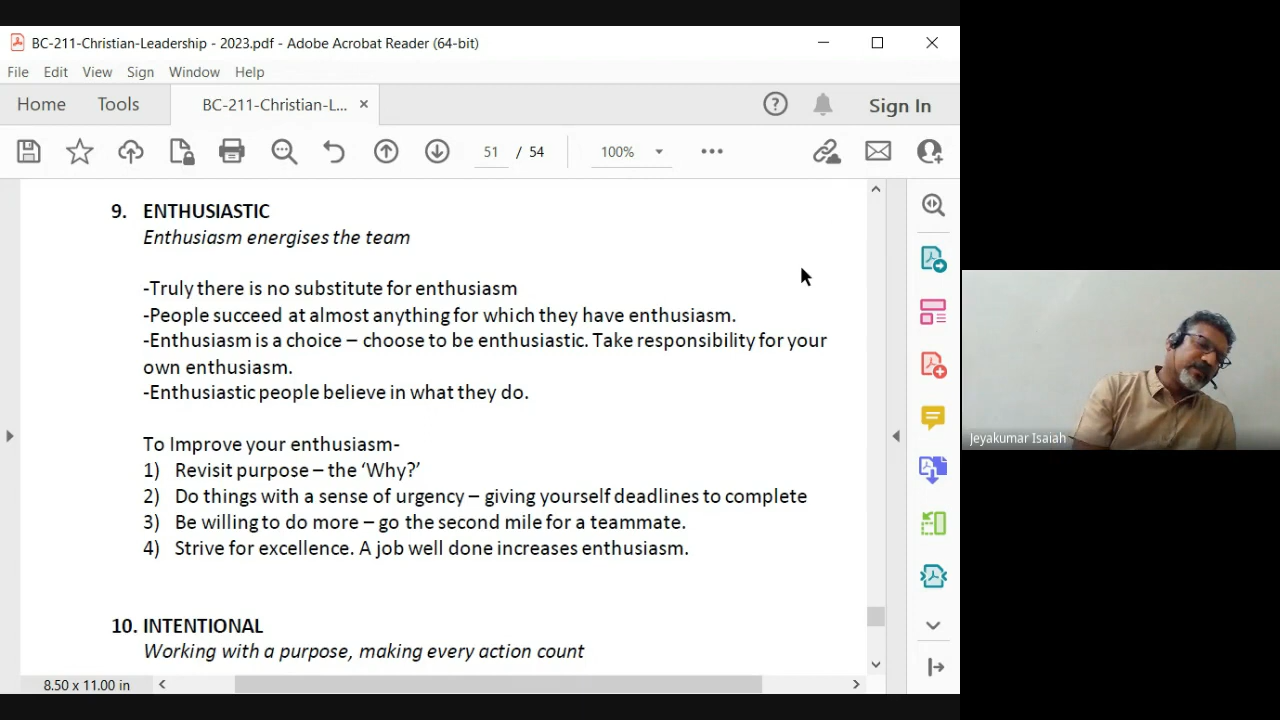 BC-211-Christian-Leadership - 2023.pdf - Adobe Acrobat Reader (64-bit)
File Edit View Sign Window Help
Home Tools BC-211-Christian-L... × Sign In
51 / 54 100%
9. ENTHUSIASTIC
Enthusiasm energises the team
-Truly there is no substitute for enthusiasm
-People succeed at almost anything for which they have enthusiasm.
-Enthusiasm is a choice – choose to be enthusiastic. Take responsibility for your
own enthusiasm.
-Enthusiastic people believe in what they do.
To Improve your enthusiasm-
1) Revisit purpose – the ‘Why?’
2) Do things with a sense of urgency – giving yourself deadlines to complete
3) Be willing to do more – go the second mile for a teammate.
4) Strive for excellence. A job well done increases enthusiasm.
10. INTENTIONAL
Working with a purpose, making every action count
8.50 x 11.00 in
Jeyakumar Isaiah